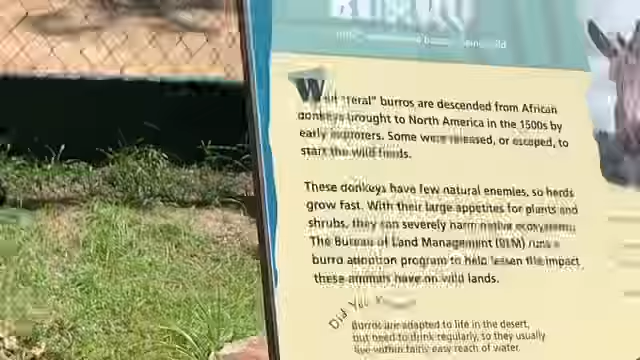 BURRO
"feral" burros are descended from African
donkeys brought to North America in the 1500s by
early explorers. Some were released, or escaped, to
start the wild herds.
These donkeys have few natural enemies, so herds
grow fast. With their large appetites for plants and
shrubs, they can severely harm native ecosystems.
The Bureau of Land Management (BLM) runs a
burro adoption program to help lessen the impact
these animals have on wild lands.
Did You
Burros are adapted to life in the desert,
but need to drink regularly, so they usually
live within fairly easy reach of water.